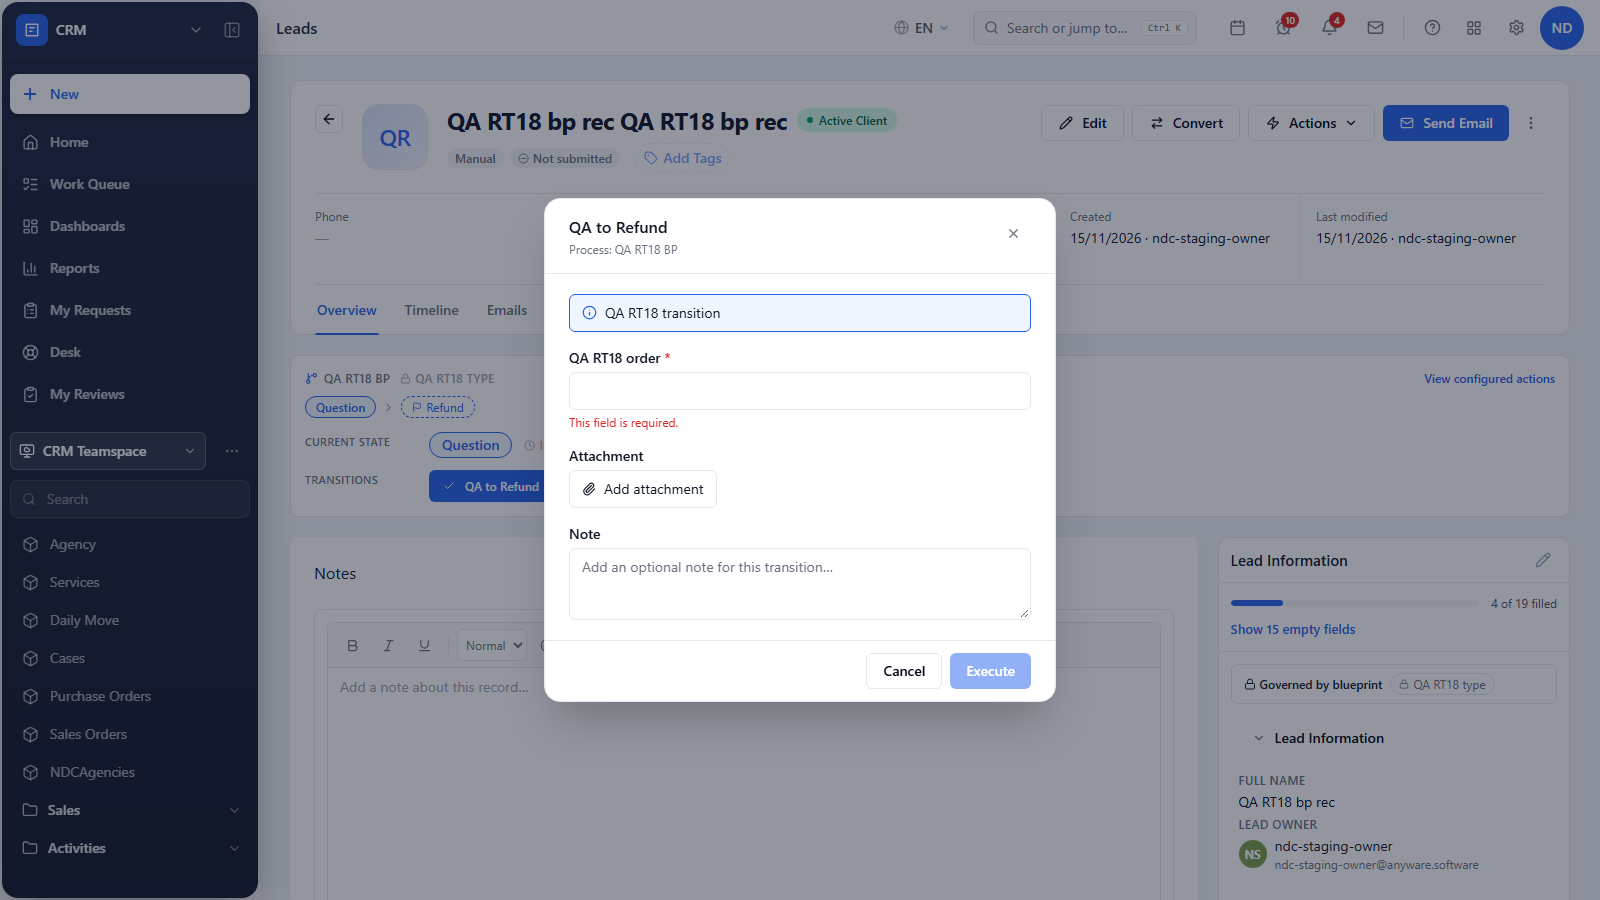 CRM
New
Home
Work Queue
Dashboards
Reports
My Requests
Desk
My Reviews
CRM Teamspace
Search
Agency
Services
Daily Move
Cases
Purchase Orders
Sales Orders
NDCAgencies
Sales
Activities
Leads
EN
Search or jump to...
Ctrl K
10
4
ND
QR
QA RT18 bp rec QA RT18 bp rec
Active Client
Manual
Not submitted
Add Tags
Edit
Convert
Actions
Send Email
Phone
—
Created
15/11/2026 · ndc-staging-owner
Last modified
15/11/2026 · ndc-staging-owner
Overview
Timeline
Emails
QA RT18 BP
QA RT18 TYPE
View configured actions
Question
Refund
CURRENT STATE
Question
TRANSITIONS
QA to Refund
QA to Refund
Process: QA RT18 BP
QA RT18 transition
QA RT18 order *
This field is required.
Attachment
Add attachment
Note
Add an optional note for this transition...
Cancel
Execute
Notes
Normal
Add a note about this record...
Lead Information
4 of 19 filled
Show 15 empty fields
Governed by blueprint
QA RT18 type
Lead Information
FULL NAME
QA RT18 bp rec
LEAD OWNER
NS
ndc-staging-owner
ndc-staging-owner@anyware.software